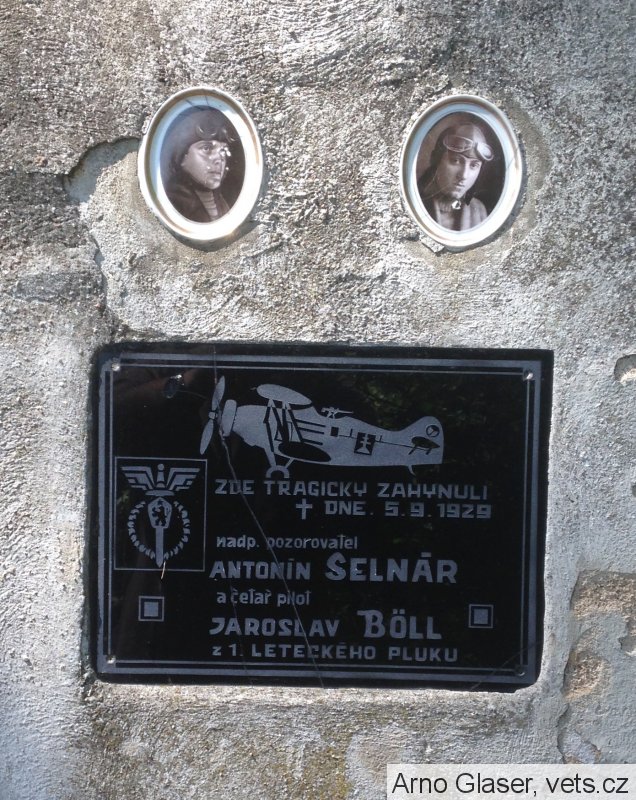 ZDE TRAGICKY ZAHYNULI
✝ DNE. 5.9.1929
nadp. pozorovatel
ANTONÍN ŠELNÁR
a četař pilot
JAROSLAV BÖLL
z 1. LETECKÉHO PLUKU
Arno Glaser, vets.cz